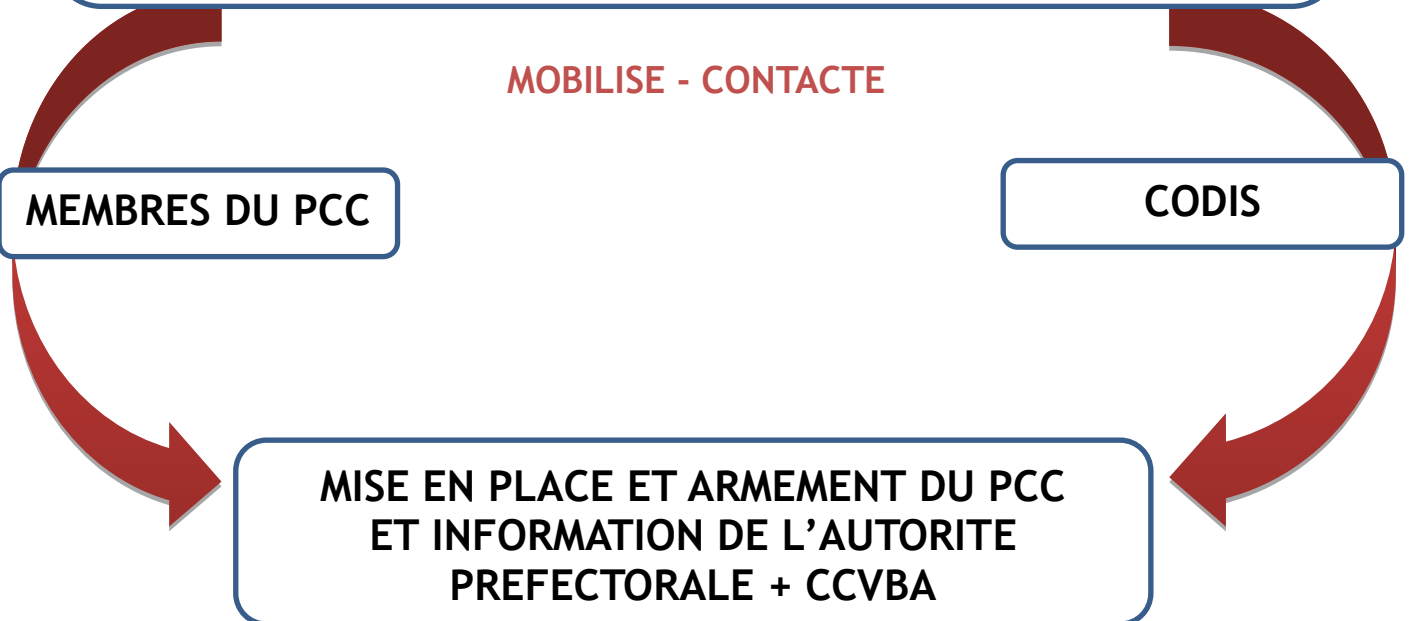 MOBILISE - CONTACTE
MEMBRES DU PCC
CODIS
MISE EN PLACE ET ARMEMENT DU PCC
ET INFORMATION DE L’AUTORITE
PREFECTORALE + CCVBA